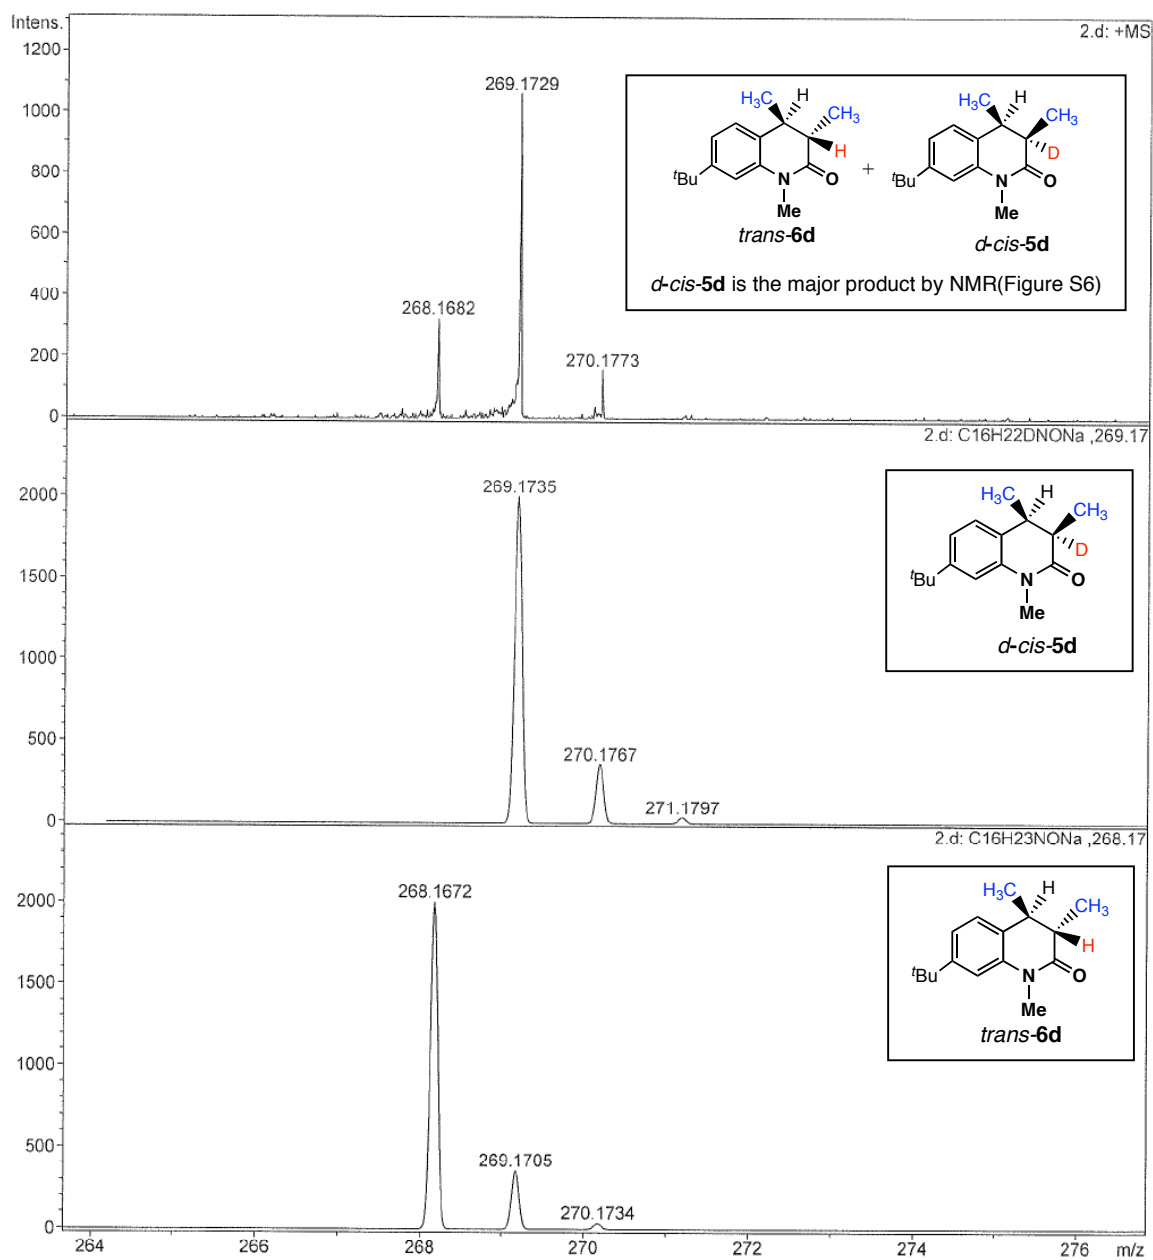 Intens.
2.d: +MS
1200
1000
800
600
400
200
0
269.1729
268.1682
270.1773
H3C H
CH3
H
tBu
N
O
Me
trans-6d
+
H3C H
CH3
D
tBu
N
O
Me
d-cis-5d
d-cis-5d is the major product by NMR(Figure S6)
2.d: C16H22DNONa ,269.17
2000
1500
1000
500
0
269.1735
270.1767
271.1797
H3C H
CH3
D
tBu
N
O
Me
d-cis-5d
2.d: C16H23NONa ,268.17
2000
1500
1000
500
0
268.1672
269.1705
270.1734
H3C H
CH3
H
tBu
N
O
Me
trans-6d
264 266 268 270 272 274 276 m/z